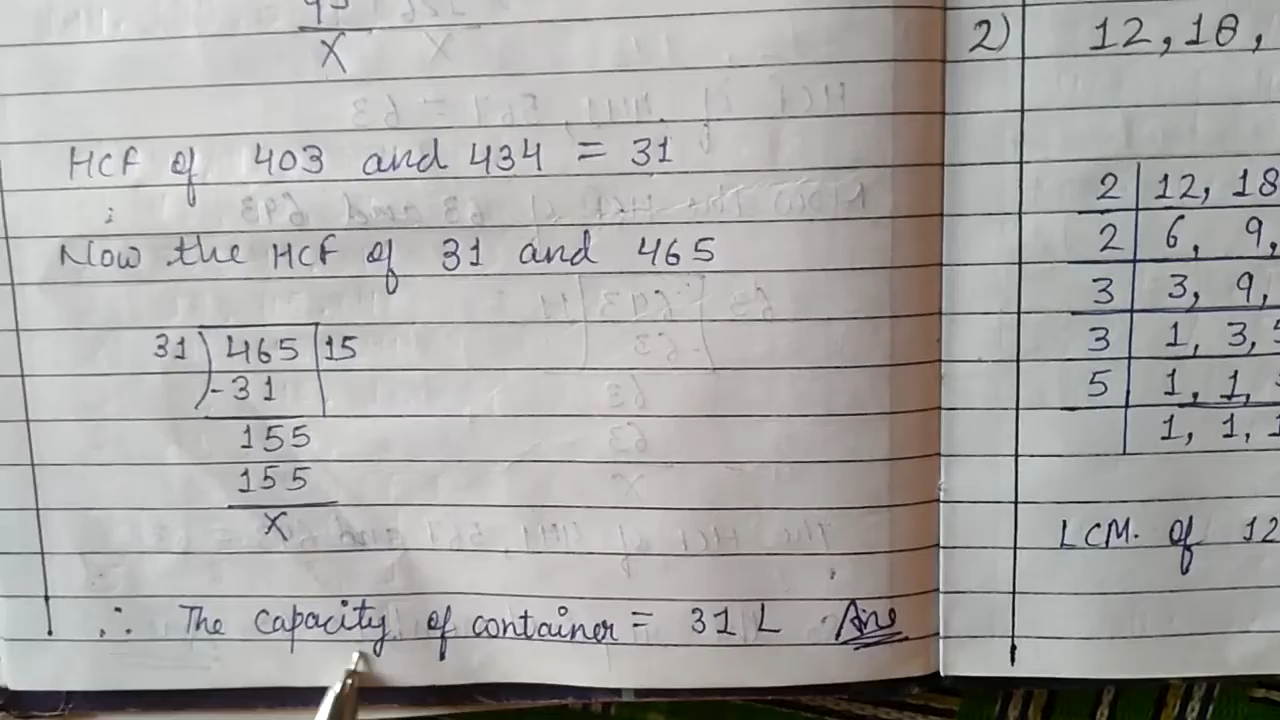 X
HCF of 403 and 434 = 31
Now the HCF of 31 and 465
31) 465 |15
-31
155
155
X
∴ The capacity of container = 31 L Ans
2) 12, 18,
2 | 12, 18
2 | 6, 9,
3 | 3, 9,
3 | 1, 3,
5 | 1, 1,
1, 1, 1
LCM. of 12